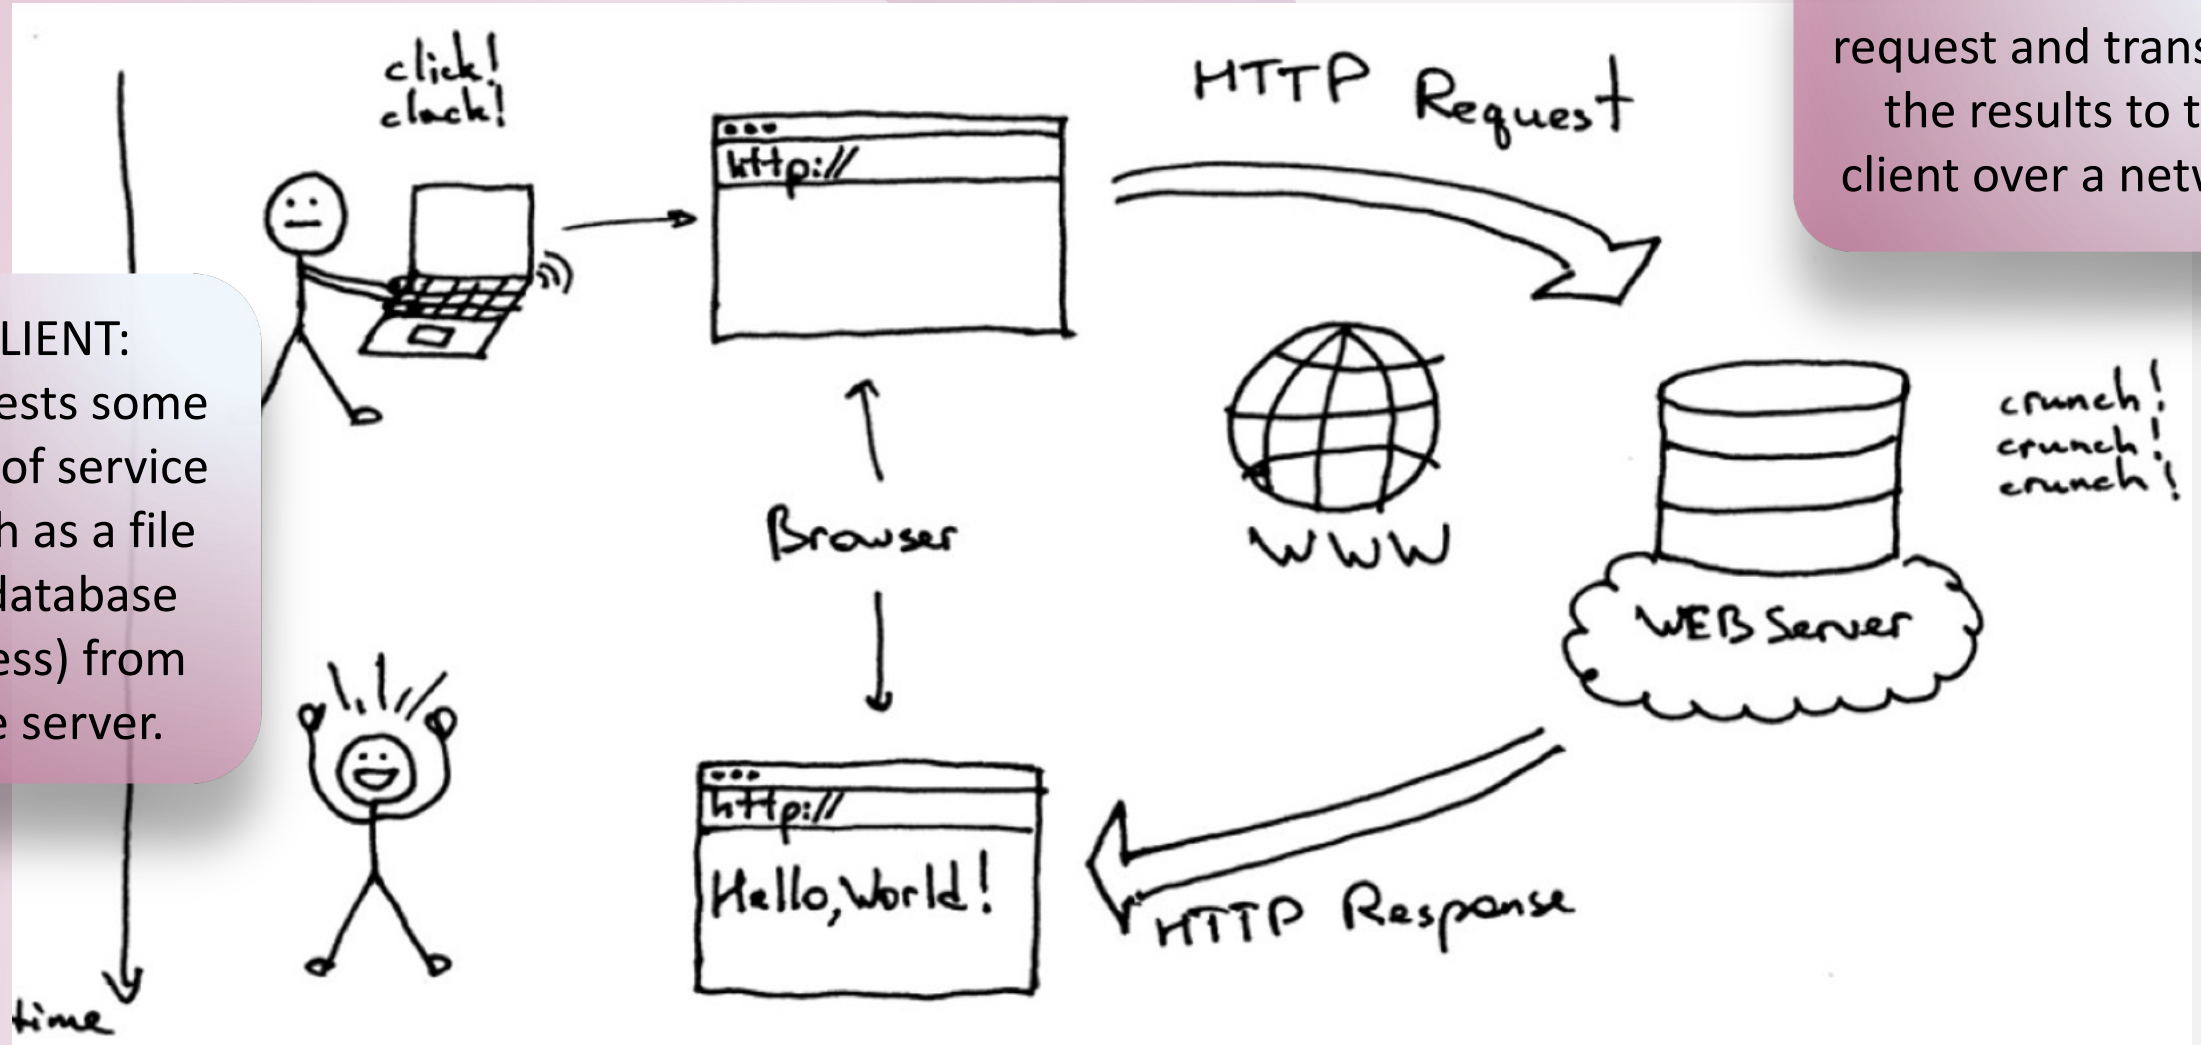 click!
clack!
HTTP Request
http://
request and trans
the results to t
client over a netw
LIENT:
ests some
of service
h as a file
database
ess) from
e server.
Browser
WWW
crunch!
crunch!
crunch!
WEB Server
http://
Hello, World!
HTTP Response
time